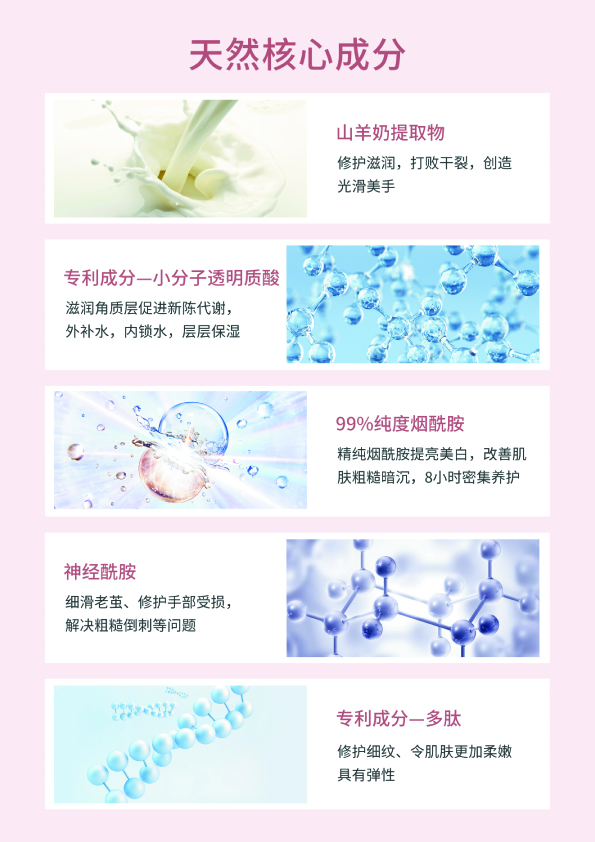 天然核心成分
山羊奶提取物
修护滋润，打败干裂，创造
光滑美手
专利成分—小分子透明质酸
滋润角质层促进新陈代谢，
外补水，内锁水，层层保湿
99%纯度烟酰胺
精纯烟酰胺提亮美白，改善肌
肤粗糙暗沉，8小时密集养护
神经酰胺
细滑老茧、修护手部受损，
解决粗糙倒刺等问题
专利成分—多肽
修护细纹、令肌肤更加柔嫩
具有弹性